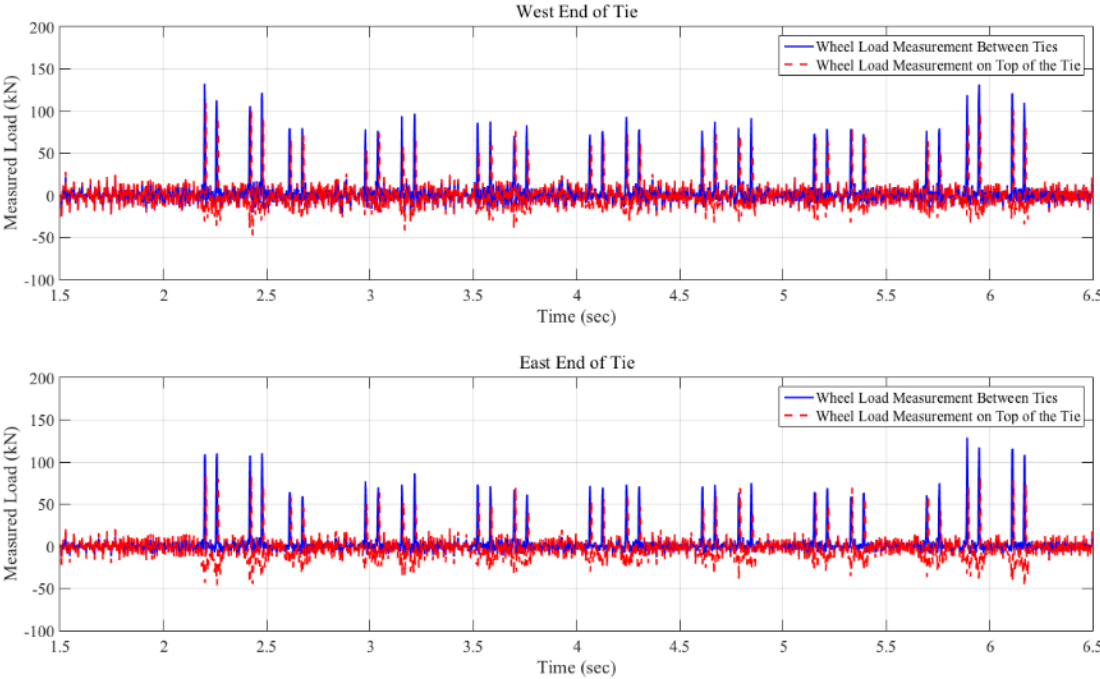 West End of Tie
200
150
100
50
0
-50
-100
Measured Load (kN)
Wheel Load Measurement Between Ties
Wheel Load Measurement on Top of the Tie
1.5 2 2.5 3 3.5 4 4.5 5 5.5 6 6.5
Time (sec)
East End of Tie
200
150
100
50
0
-50
-100
Measured Load (kN)
Wheel Load Measurement Between Ties
Wheel Load Measurement on Top of the Tie
1.5 2 2.5 3 3.5 4 4.5 5 5.5 6 6.5
Time (sec)